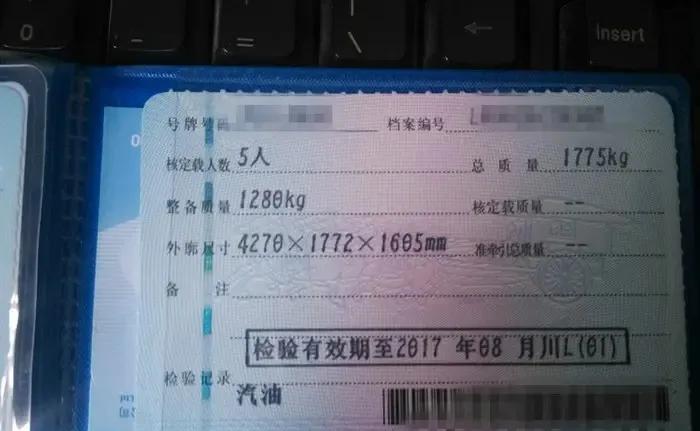 0
\
←
Insert
号牌号码
档案编号
核定载人数 5人
总质量 1775kg
整备质量 1280kg
核定载质量 --
外廓尺寸 4270×1772×1605mm
准牵引总质量 --
备注
检验有效期至2017 年08 月川L(01)
检验记录
汽油